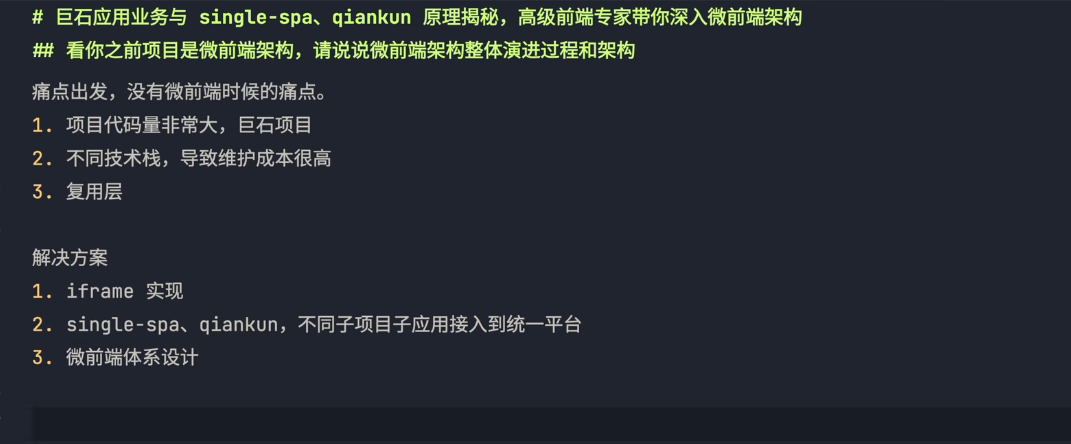 # 巨石应用业务与 single-spa、qiankun 原理揭秘，高级前端专家带你深入微前端架构
## 看你之前项目是微前端架构，请说说微前端架构整体演进过程和架构
痛点出发，没有微前端时候的痛点。
1. 项目代码量非常大，巨石项目
2. 不同技术栈，导致维护成本很高
3. 复用层
解决方案
1. iframe 实现
2. single-spa、qiankun，不同子项目子应用接入到统一平台
3. 微前端体系设计